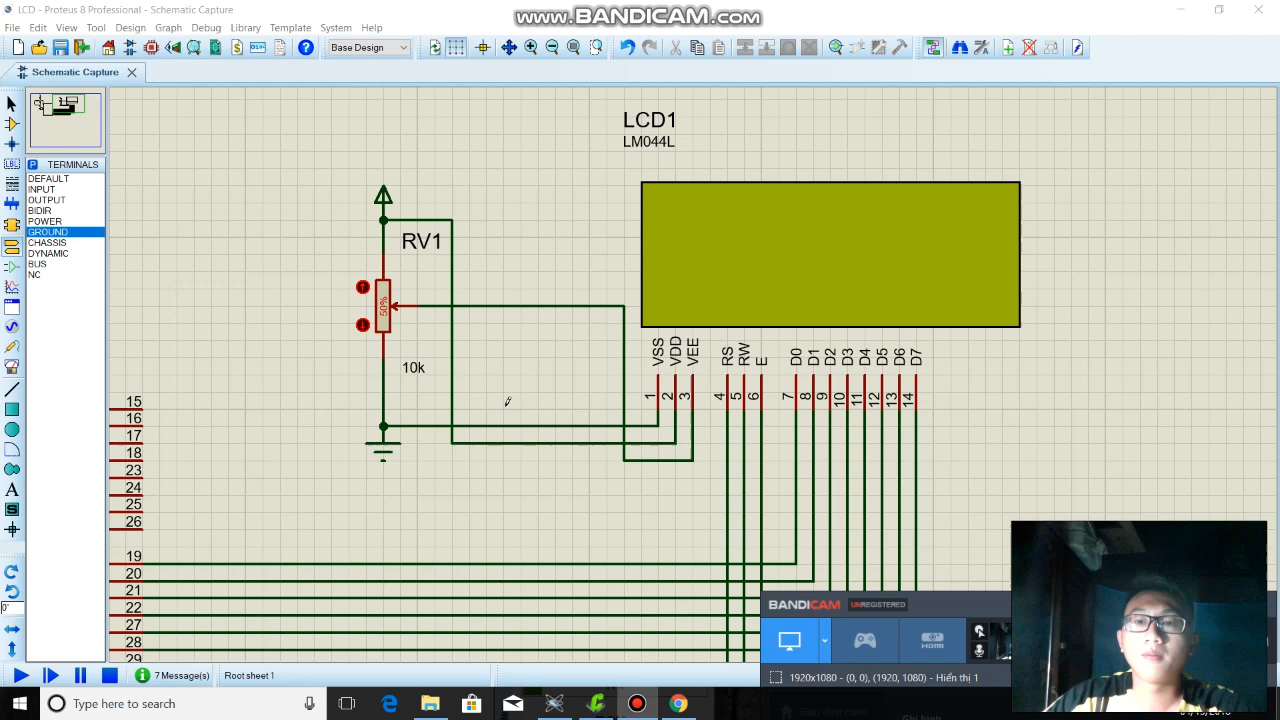 LCD - Proteus 8 Professional - Schematic Capture
www.BANDICAM.com
File Edit View Tool Design Graph Debug Library Template System Help
Base Design
Schematic Capture
LCD1
LM044L
P TERMINALS
DEFAULT
INPUT
OUTPUT
BIDIR
POWER
GROUND
CHASSIS
DYNAMIC
BUS
NC
RV1
50%
10k
VSS VDD VEE RS RW E D0 D1 D2 D3 D4 D5 D6 D7
1 2 3 4 5 6 7 8 9 10 11 12 13 14
15
16
17
18
23
24
25
26
19
20
21
22
27
28
29
LBL
A
S
0°
BANDICAM UNREGISTERED
HDMI
1920x1080 - (0, 0), (1920, 1080) - Hiển thị 1
7 Message(s)
Root sheet 1
Type here to search